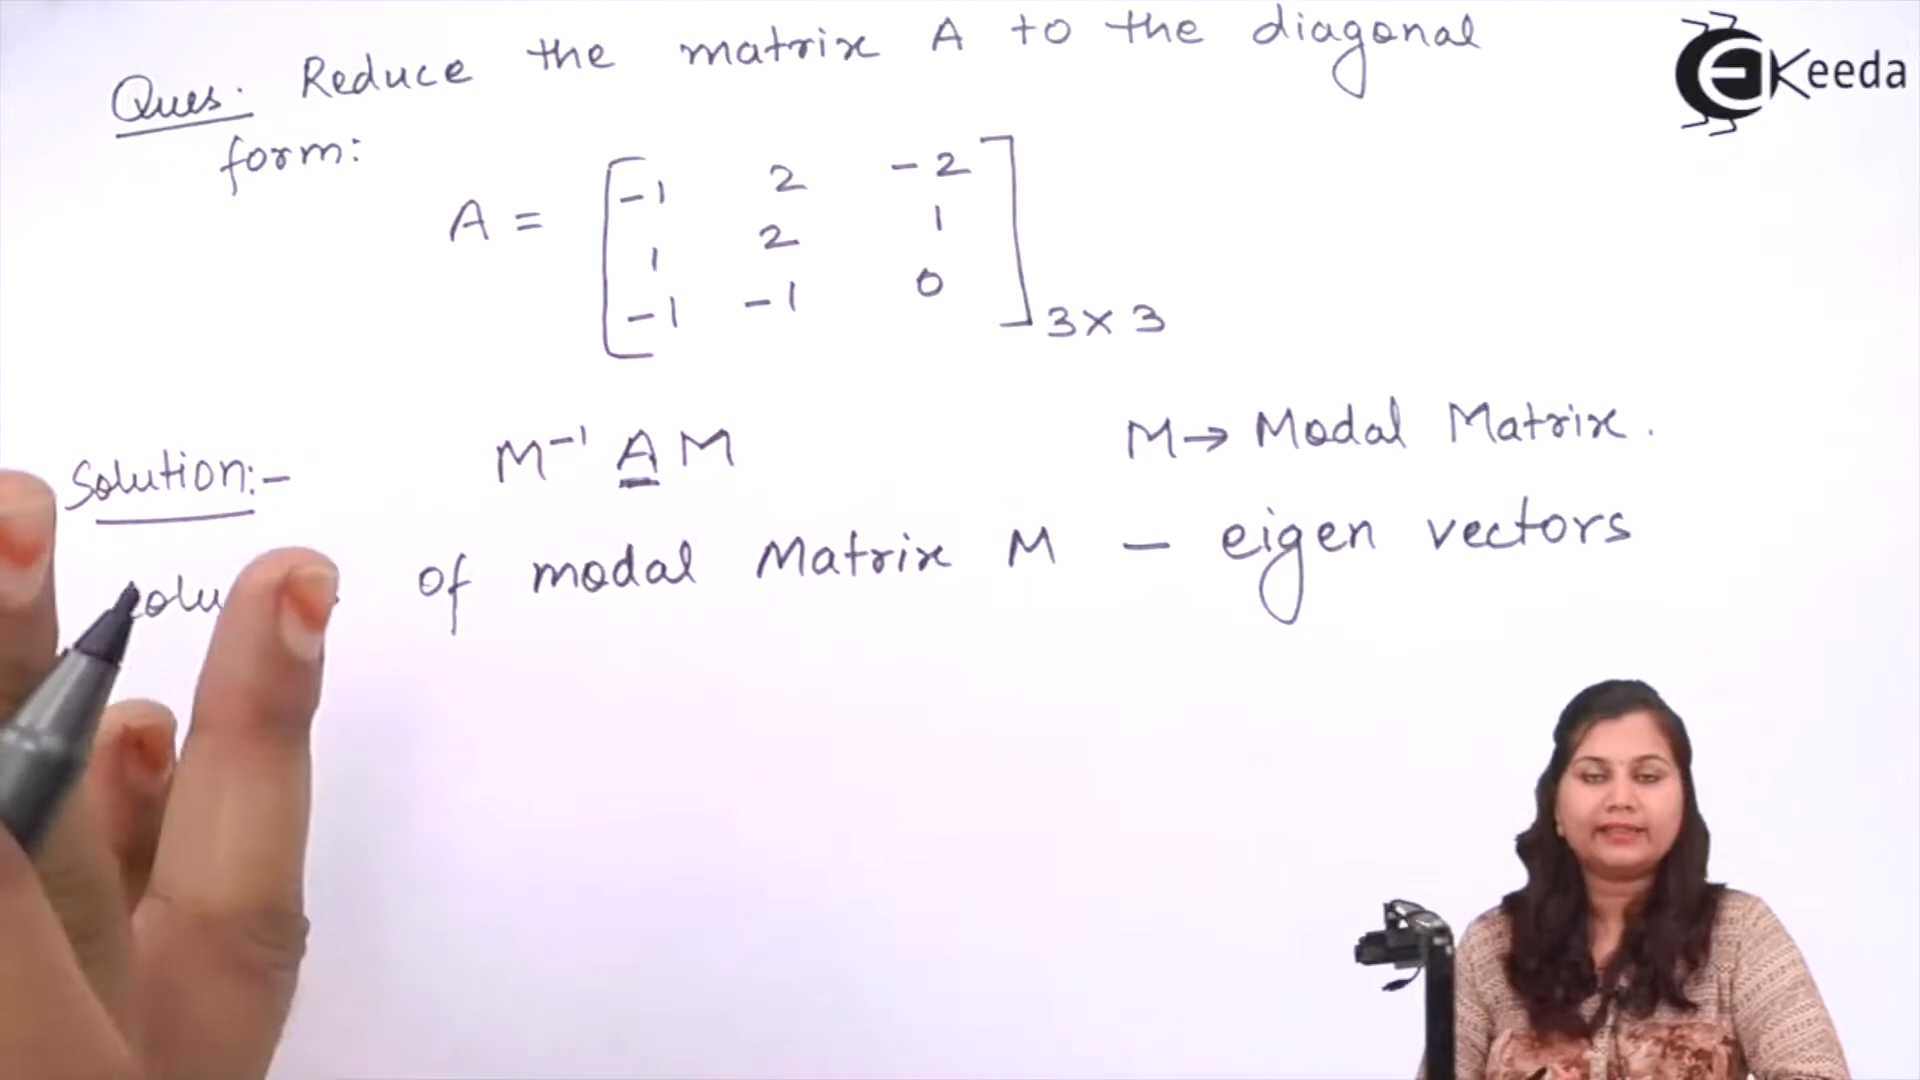 Ques. Reduce the matrix A to the diagonal
form:
A = [ -1 2 -2
1 2 1
-1 -1 0 ] 3×3
Solution:-
M⁻¹ A M
M→ Modal Matrix.
of modal Matrix M - eigen vectors
EKeeda